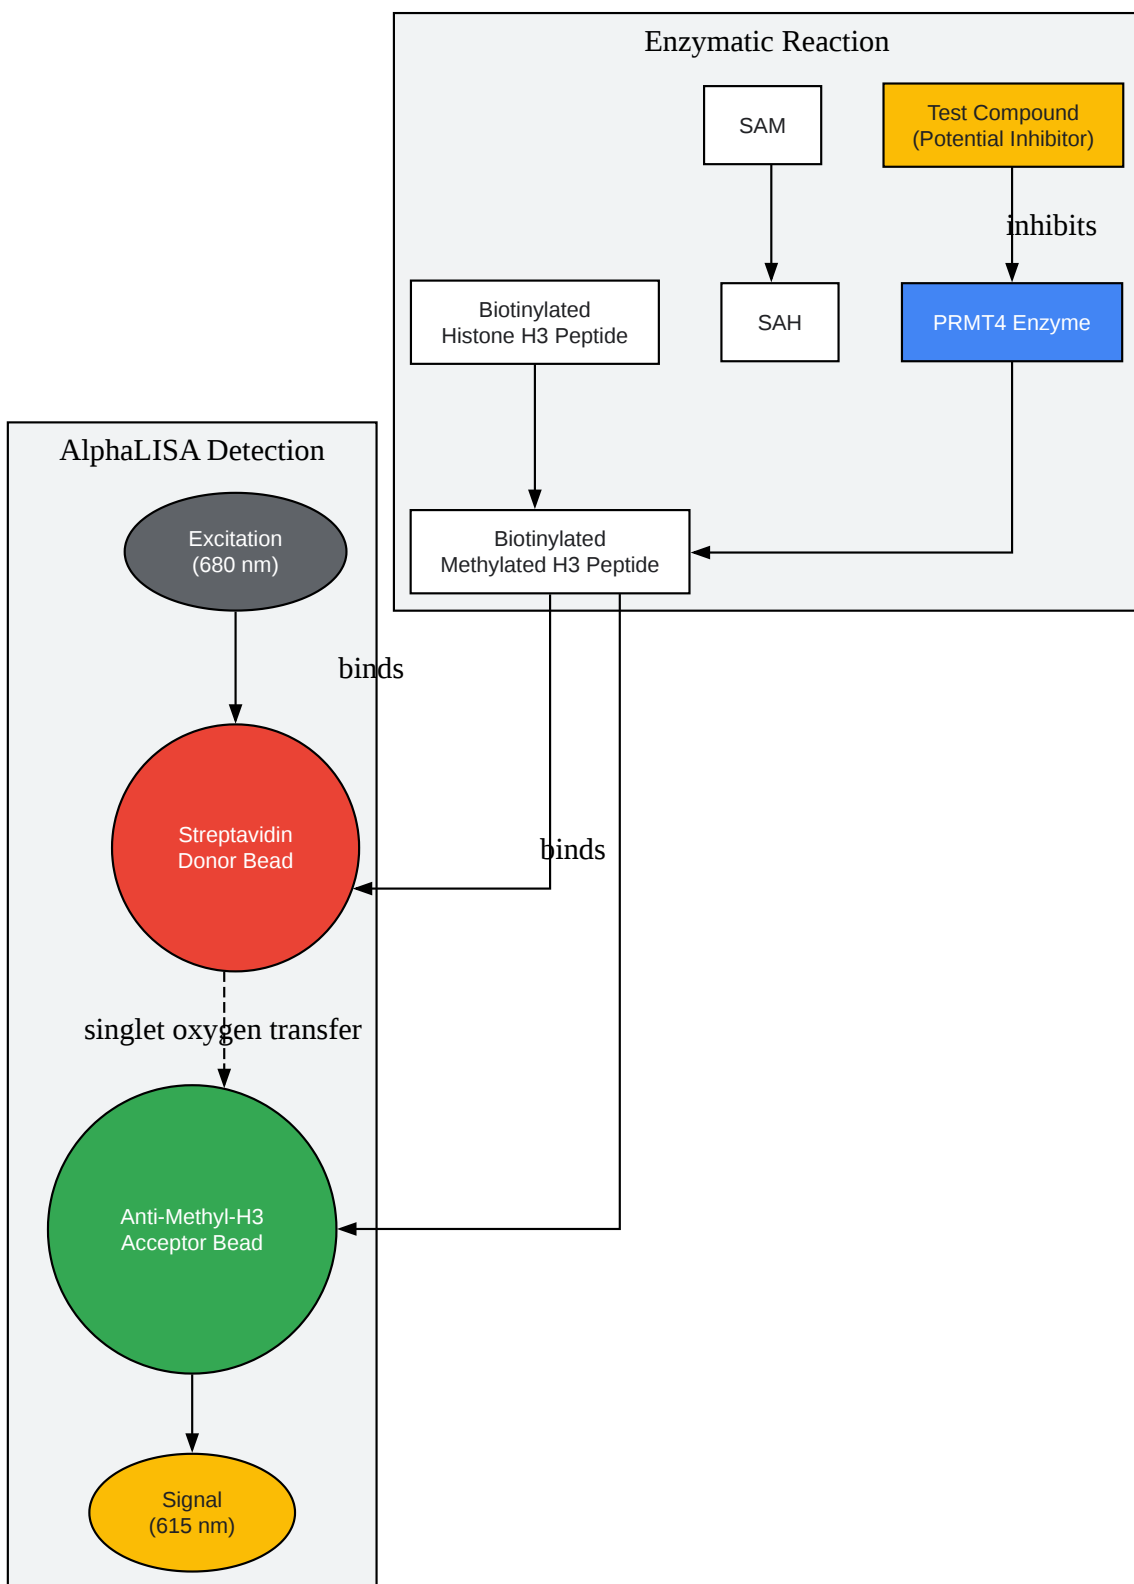 Enzymatic Reaction
SAM
Test Compound
(Potential Inhibitor)
inhibits
Biotinylated
Histone H3 Peptide
SAH
PRMT4 Enzyme
AlphaLISA Detection
Excitation
(680 nm)
Biotinylated
Methylated H3 Peptide
binds
Streptavidin
Donor Bead
binds
singlet oxygen transfer
Anti-Methyl-H3
Acceptor Bead
Signal
(615 nm)